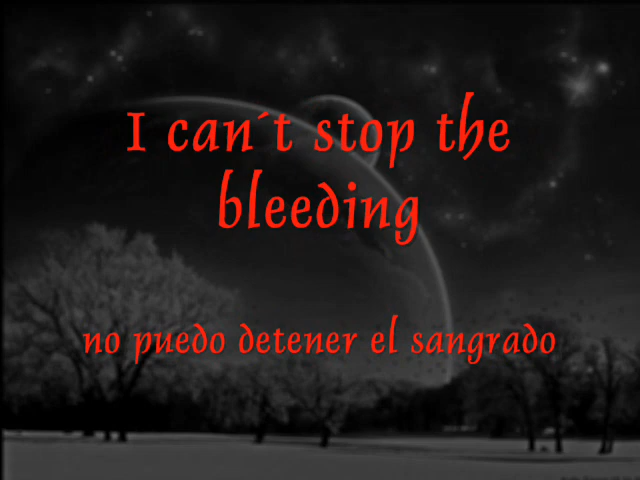 I can´t stop the
bleeding
no puedo detener el sangrado